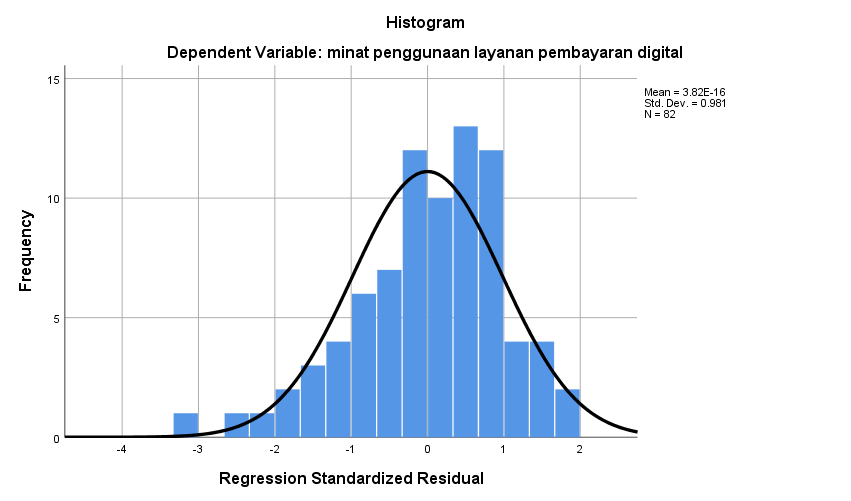 Histogram
Dependent Variable: minat penggunaan layanan pembayaran digital
Mean = 3.82E-16
Std. Dev. = 0.981
N = 82
Frequency
15
10
5
0
-4 -3 -2 -1 0 1 2
Regression Standardized Residual